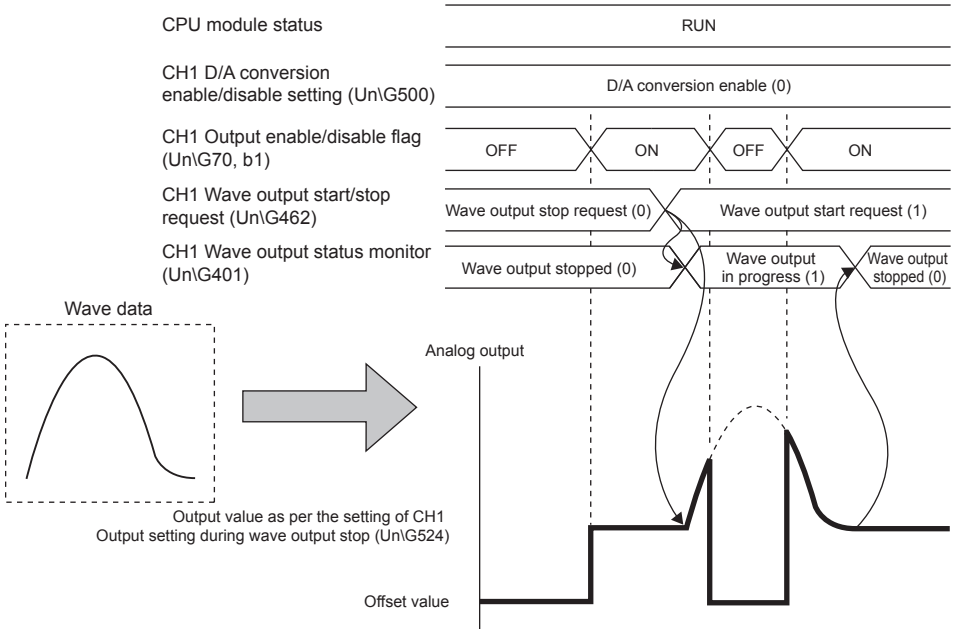 CPU module status
RUN
CH1 D/A conversion
enable/disable setting (Un\G500)
D/A conversion enable (0)
CH1 Output enable/disable flag
(Un\G70, b1)
OFF
ON
OFF
ON
CH1 Wave output start/stop
request (Un\G462)
Wave output stop request (0)
Wave output start request (1)
CH1 Wave output status monitor
(Un\G401)
Wave output stopped (0)
Wave output
in progress (1)
Wave output
stopped (0)
Wave data
Analog output
Output value as per the setting of CH1
Output setting during wave output stop (Un\G524)
Offset value